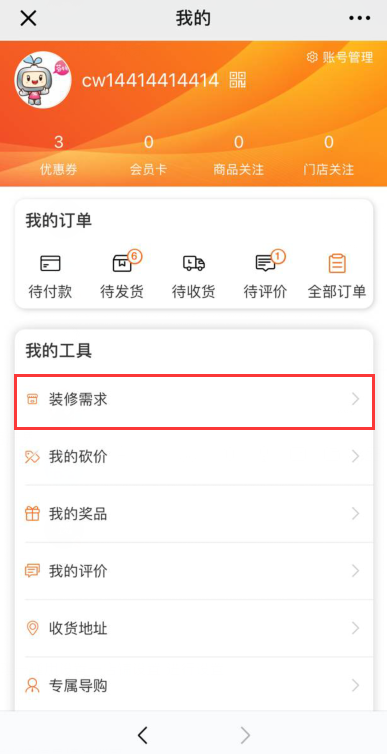 我的
账号管理
cw14414414414
3 0 0 0
优惠券 会员卡 商品关注 门店关注
我的订单
6 1
待付款 待发货 待收货 待评价 全部订单
我的工具
装修需求
我的砍价
我的奖品
我的评价
收货地址
专属导购